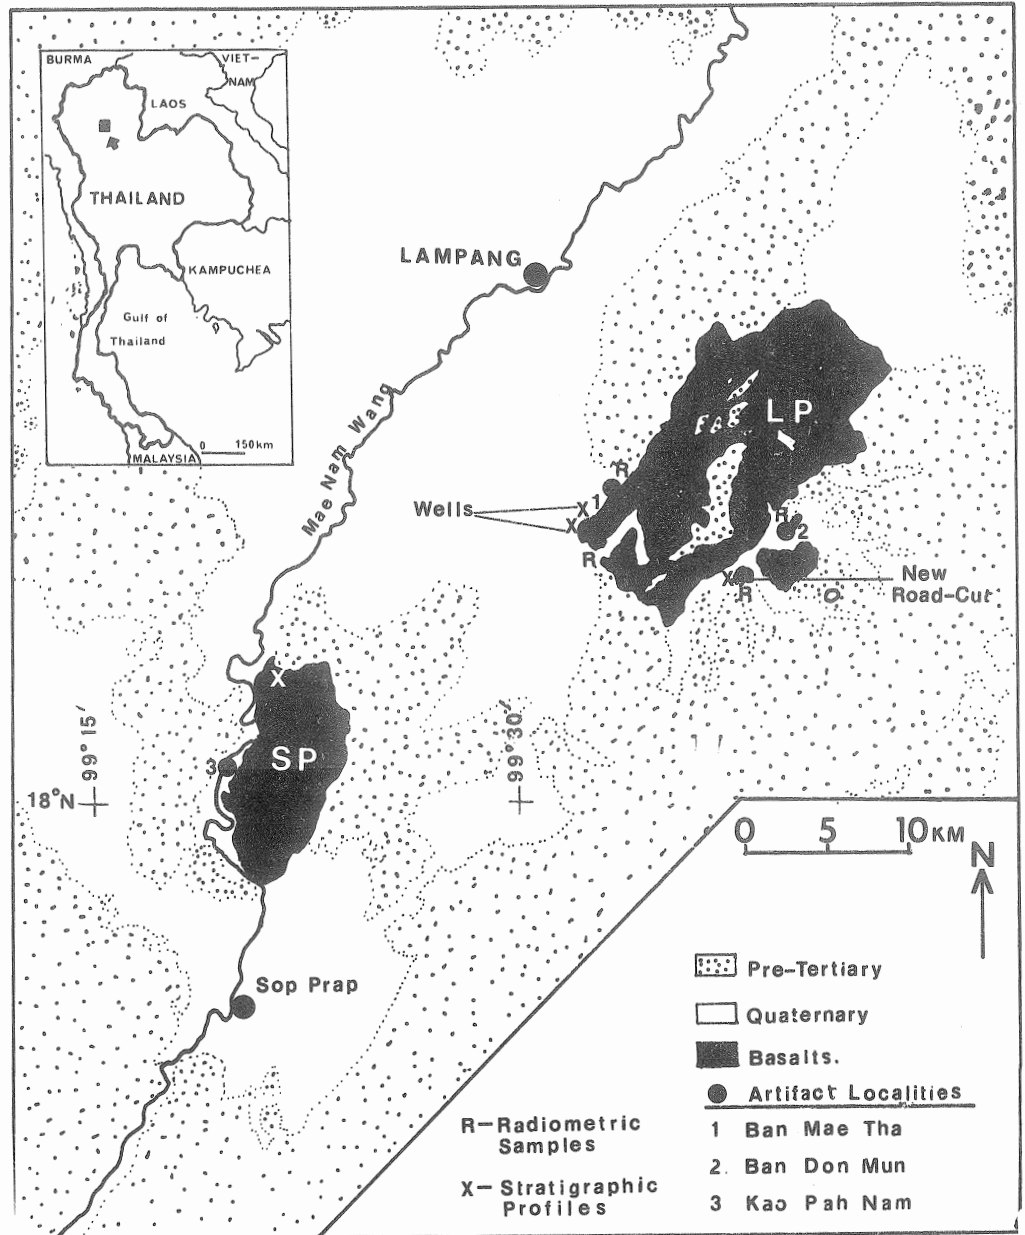 BURMA
VIET-
NAM
LAOS
THAILAND
KAMPUCHEA
Gulf of
Thailand
0 150km
MALAYSIA
LAMPANG
Mae Nam Wang
LP
R
1
Wells
X
X
R
R
2
X
R
New
Road-Cut
X
SP
3
99°15′
99°30′
18°N
0 5 10 KM
N
Sop Prap
Pre-Tertiary
Quaternary
Basalts.
Artifact Localities
1 Ban Mae Tha
2 Ban Don Mun
3 Kao Pah Nam
R-Radiometric
Samples
X-Stratigraphic
Profiles